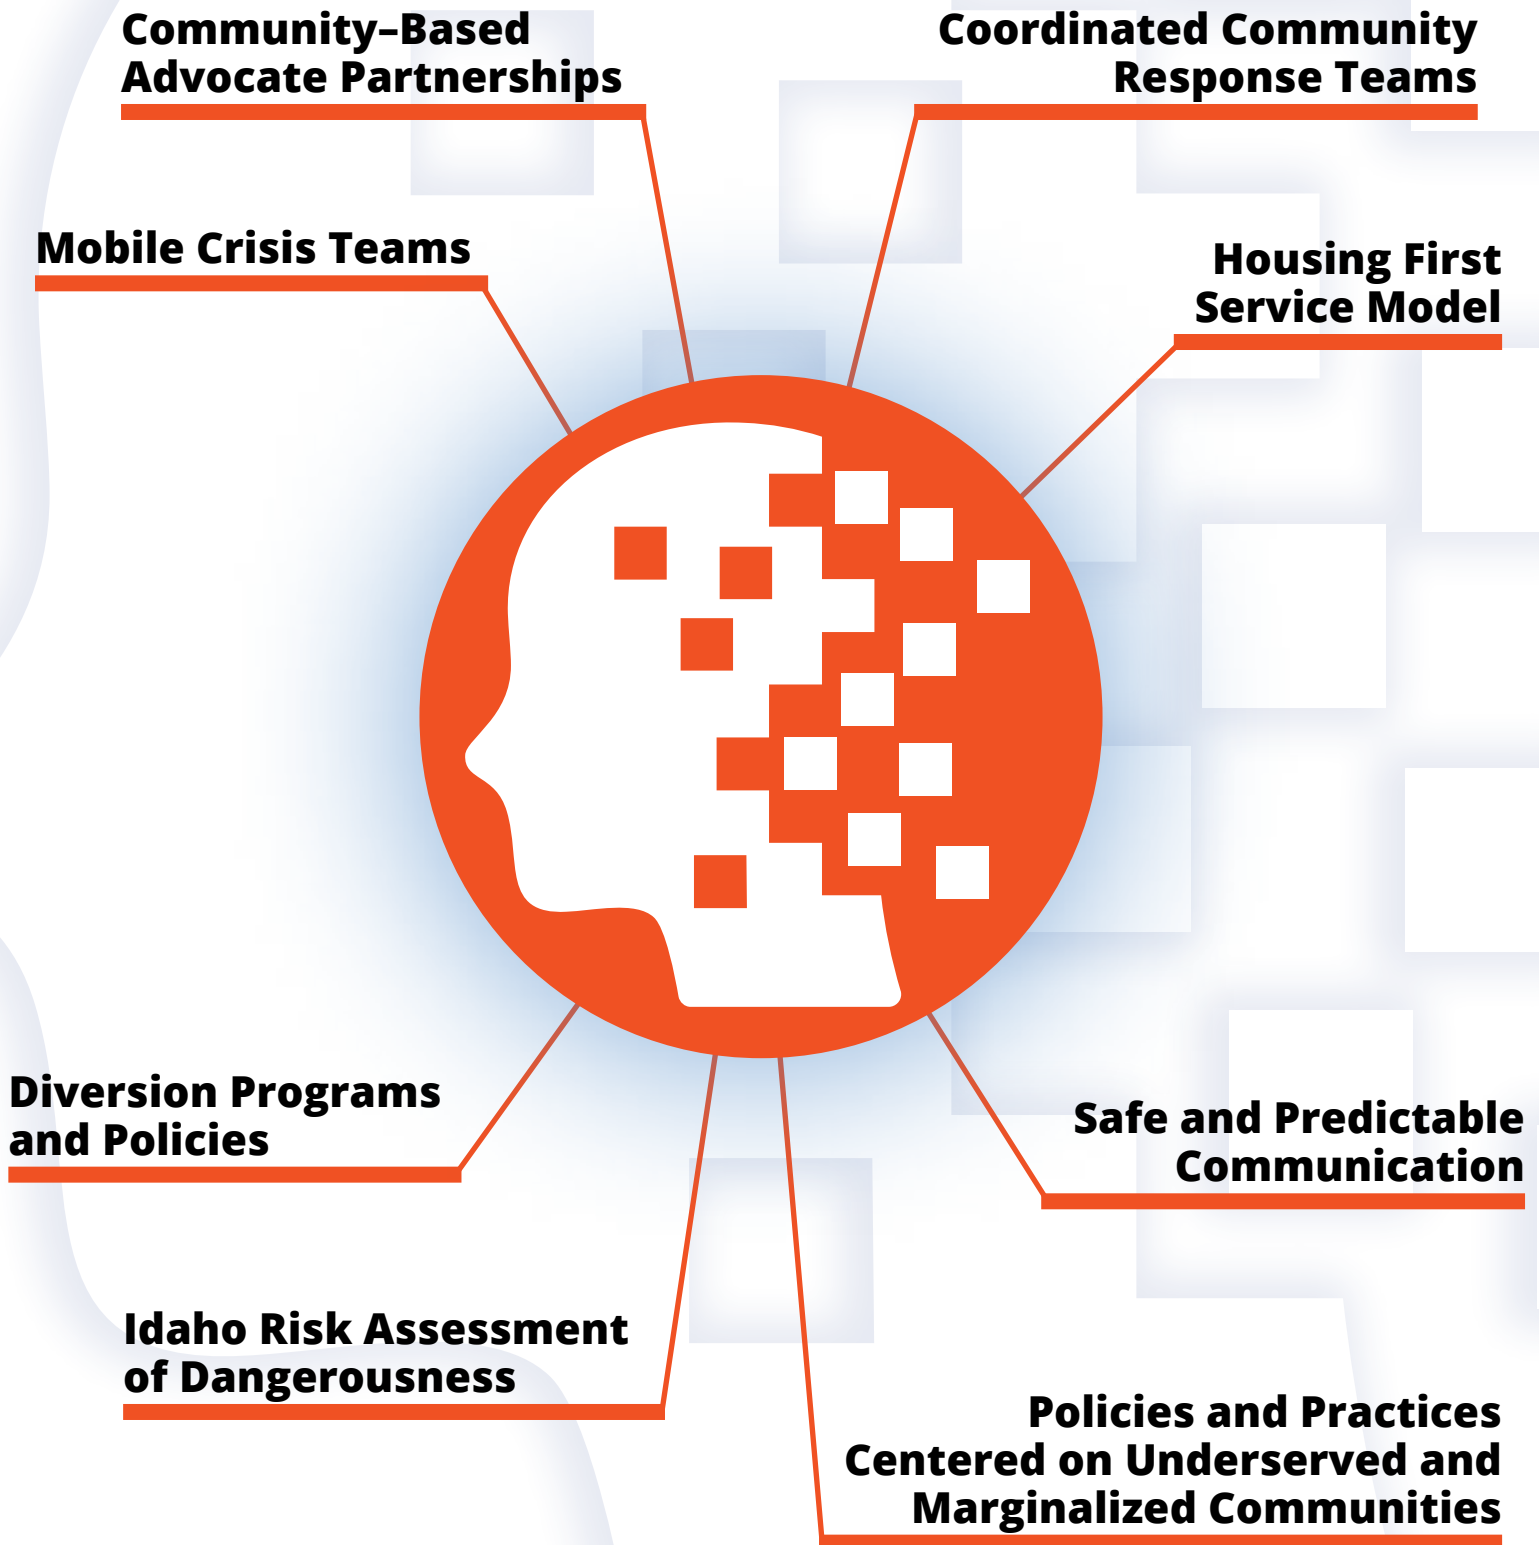 Community–Based
Advocate Partnerships
Coordinated Community
Response Teams
Mobile Crisis Teams
Housing First
Service Model
Diversion Programs
and Policies
Safe and Predictable
Communication
Idaho Risk Assessment
of Dangerousness
Policies and Practices
Centered on Underserved and
Marginalized Communities